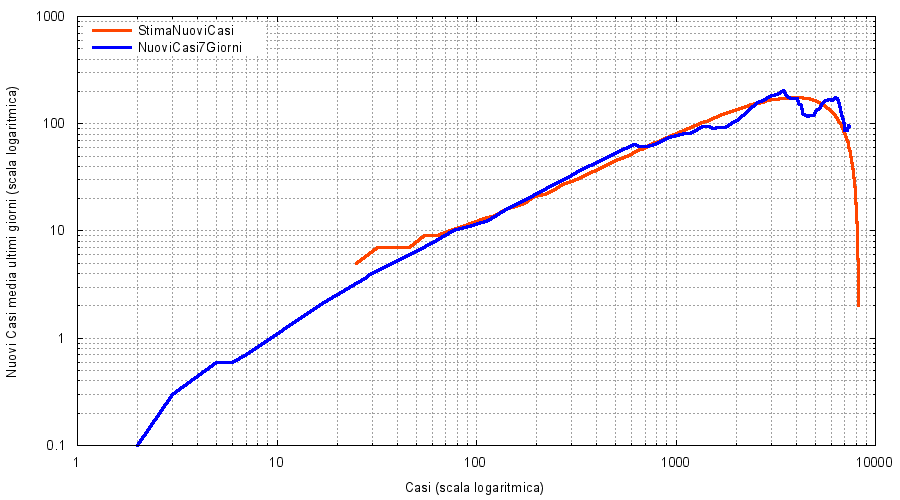 1000
StimaNuoviCasi
NuoviCasi7Giorni
100
10
1
0.1
Nuovi Casi media ultimi giorni (scala logaritmica)
1 10 100 1000 10000
Casi (scala logaritmica)